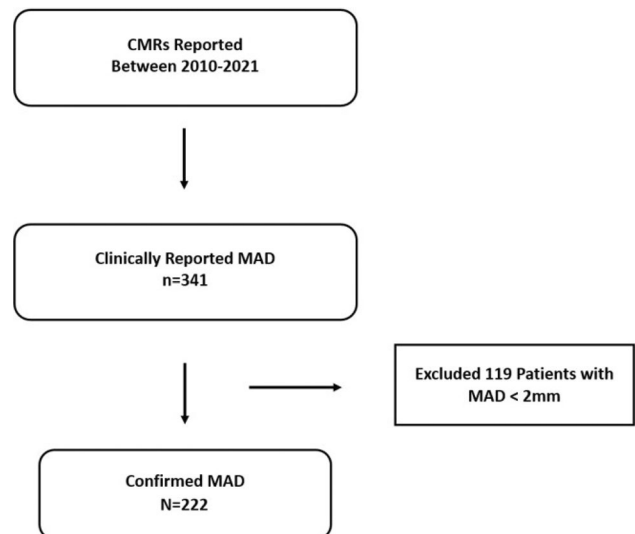 CMRs Reported
Between 2010-2021
Clinically Reported MAD
n=341
Excluded 119 Patients with
MAD < 2mm
Confirmed MAD
N=222